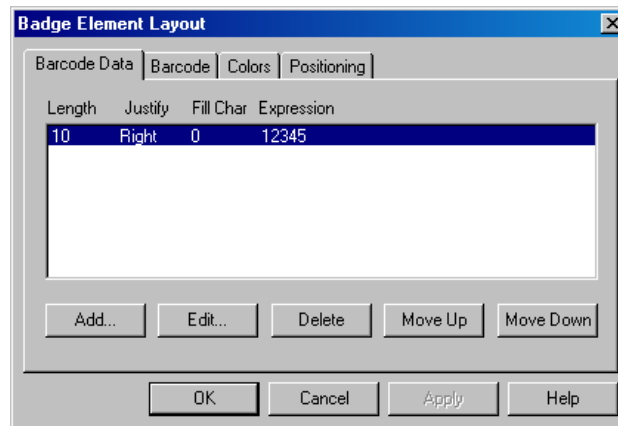 Badge Element Layout
Barcode Data Barcode Colors Positioning
Length Justify Fill Char Expression
10 Right 0 12345
Add... Edit... Delete Move Up Move Down
OK Cancel Apply Help